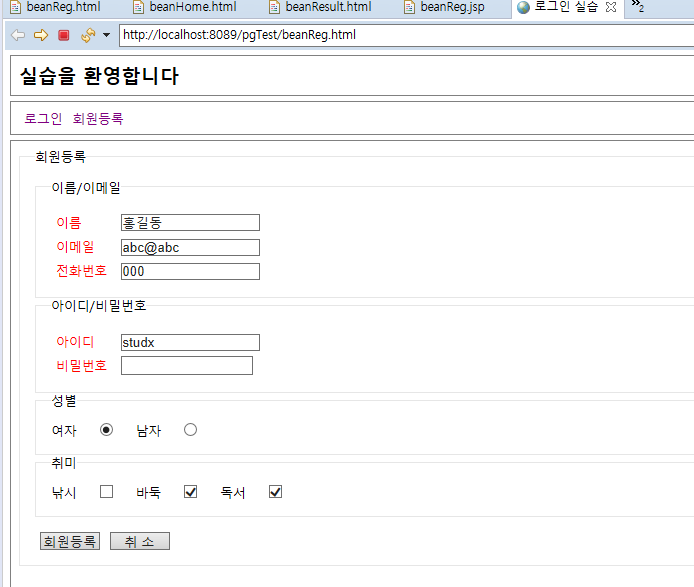 beanReg.html beanHome.html beanResult.html beanReg.jsp 로그인 실습 »2
http://localhost:8089/pgTest/beanReg.html
실습을 환영합니다
로그인 회원등록
회원등록
이름/이메일
이름 홍길동
이메일 abc@abc
전화번호 000
아이디/비밀번호
아이디 studx
비밀번호
성별
여자 남자
취미
낚시 바둑 독서
회원등록 취 소